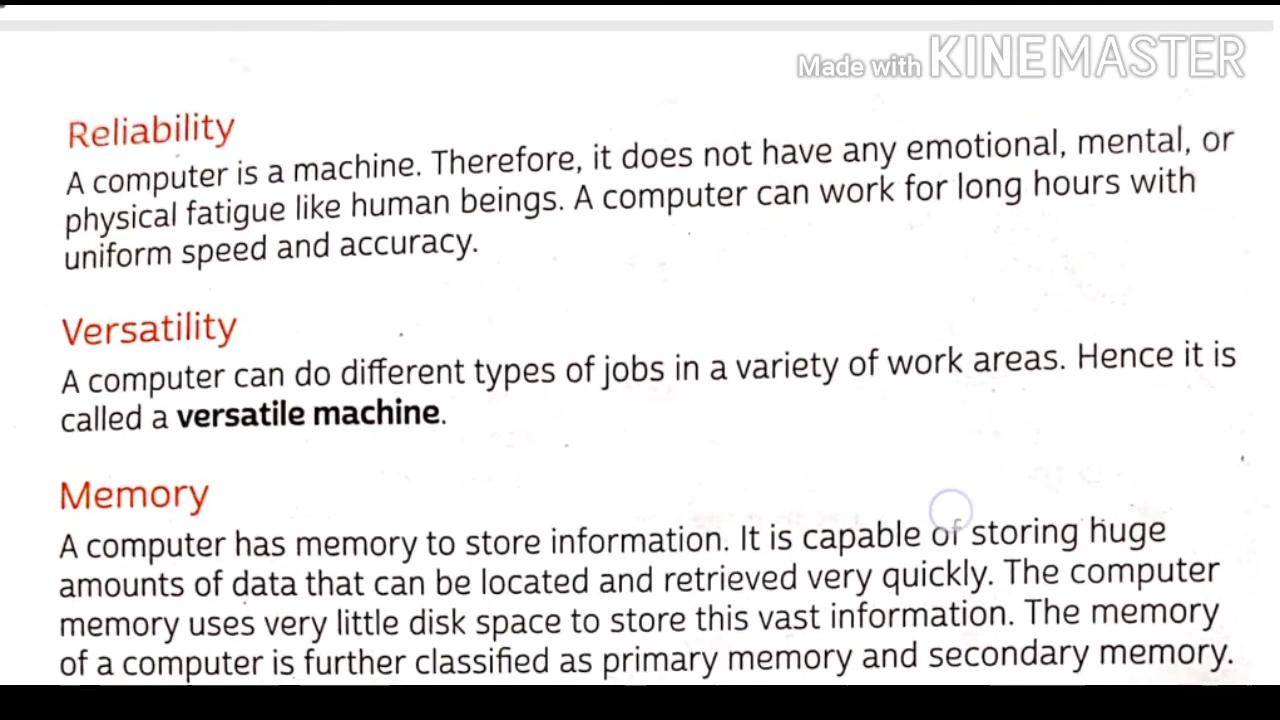 Made with KINEMASTER
Reliability
A computer is a machine. Therefore, it does not have any emotional, mental, or
physical fatigue like human beings. A computer can work for long hours with
uniform speed and accuracy.
Versatility
A computer can do different types of jobs in a variety of work areas. Hence it is
called a versatile machine.
Memory
A computer has memory to store information. It is capable of storing huge
amounts of data that can be located and retrieved very quickly. The computer
memory uses very little disk space to store this vast information. The memory
of a computer is further classified as primary memory and secondary memory.